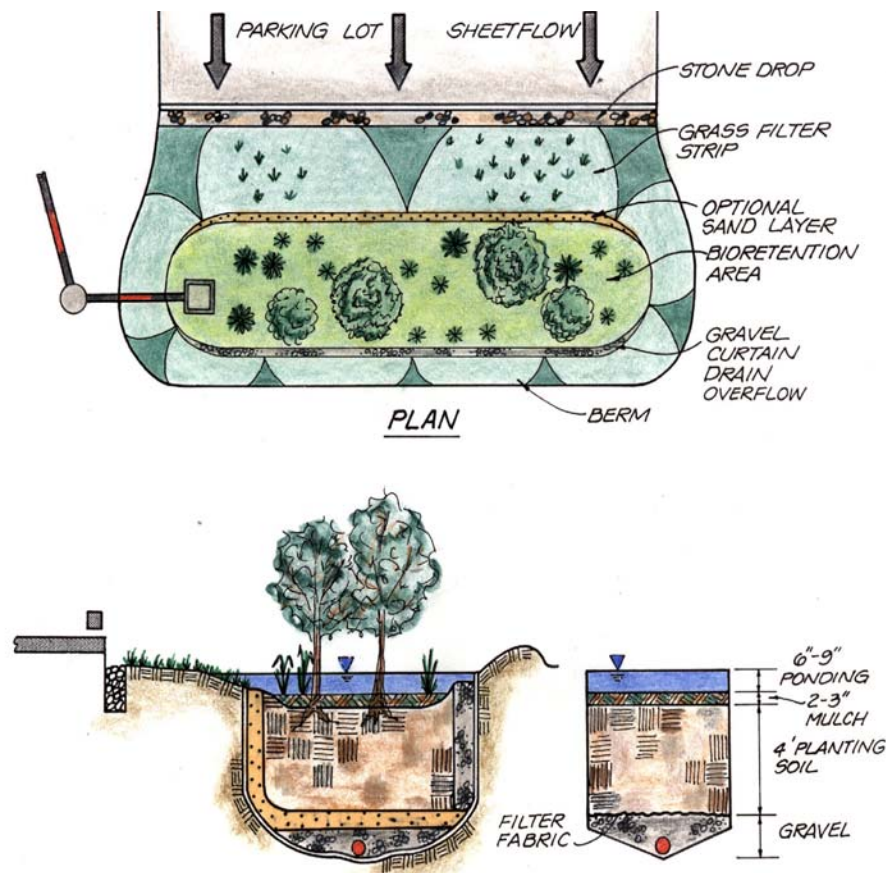 PARKING LOT SHEETFLOW
STONE DROP
GRASS FILTER
STRIP
OPTIONAL
SAND LAYER
BIORETENTION
AREA
GRAVEL
CURTAIN
DRAIN
OVERFLOW
BERM
PLAN
6"-9"
PONDING
2-3"
MULCH
4' PLANTING
SOIL
FILTER
FABRIC
GRAVEL